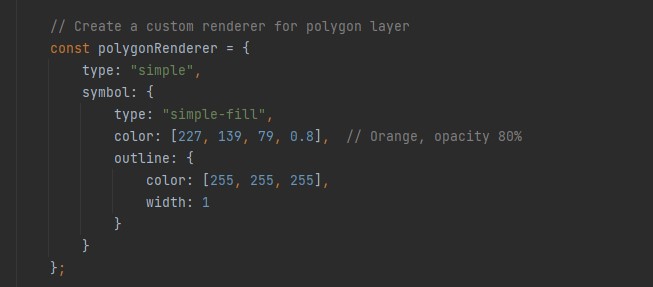 // Create a custom renderer for polygon layer
const polygonRenderer = {
    type: "simple",
    symbol: {
        type: "simple-fill",
        color: [227, 139, 79, 0.8],  // Orange, opacity 80%
        outline: {
            color: [255, 255, 255],
            width: 1
        }
    }
};